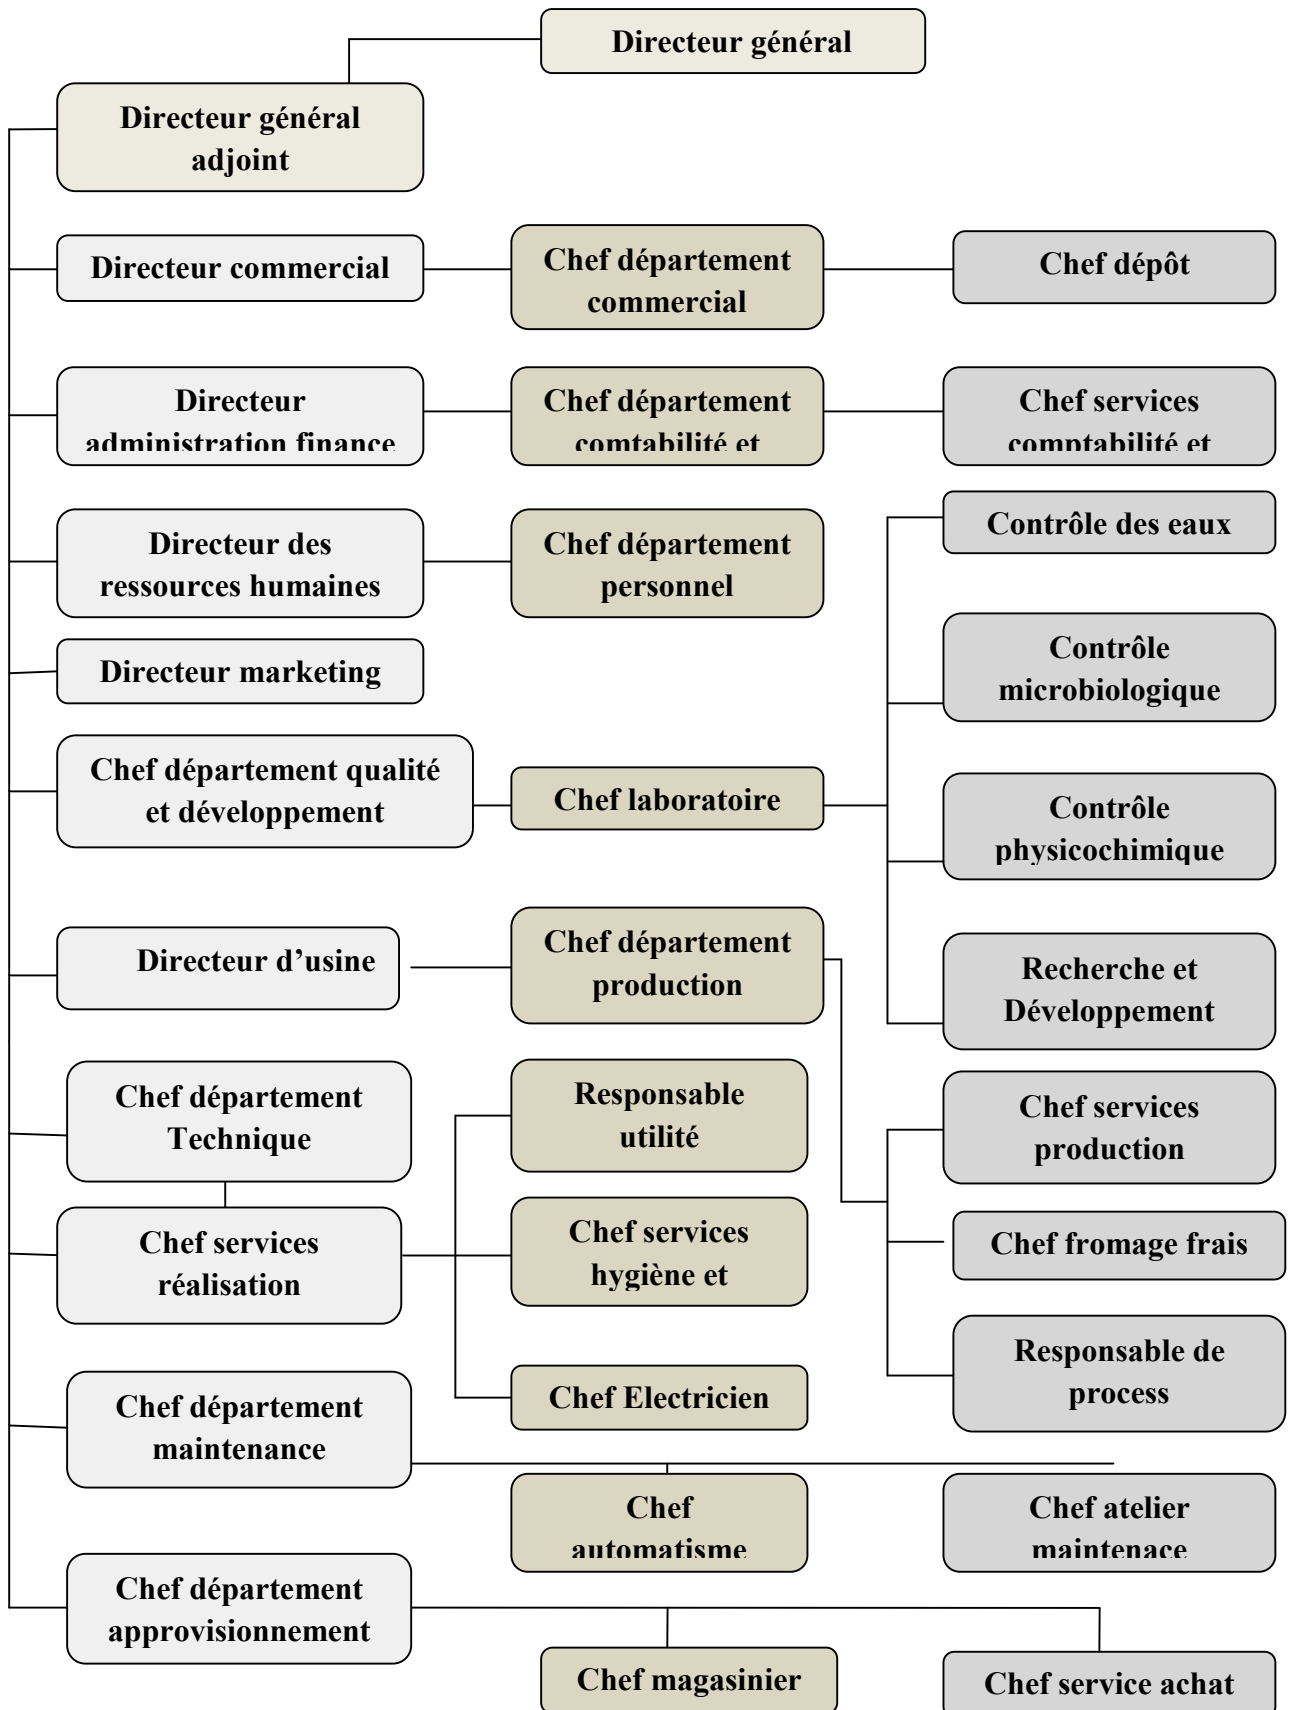 Directeur général
Directeur général
adjoint
Directeur commercial
Chef département
commercial
Chef dépôt
Directeur
administration finance
Chef département
comtabilité et
Chef services
comptabilité et
Directeur des
ressources humaines
Chef département
personnel
Contrôle des eaux
Contrôle
microbiologique
Directeur marketing
Chef département qualité
et développement
Chef laboratoire
Contrôle
physicochimique
Directeur d’usine
Chef département
production
Recherche et
Développement
Chef département
Technique
Responsable
utilité
Chef services
production
Chef services
réalisation
Chef services
hygiène et
Chef fromage frais
Chef Electricien
Responsable de
process
Chef département
maintenance
Chef
automatisme
Chef atelier
maintenace
Chef département
approvisionnement
Chef magasinier
Chef service achat